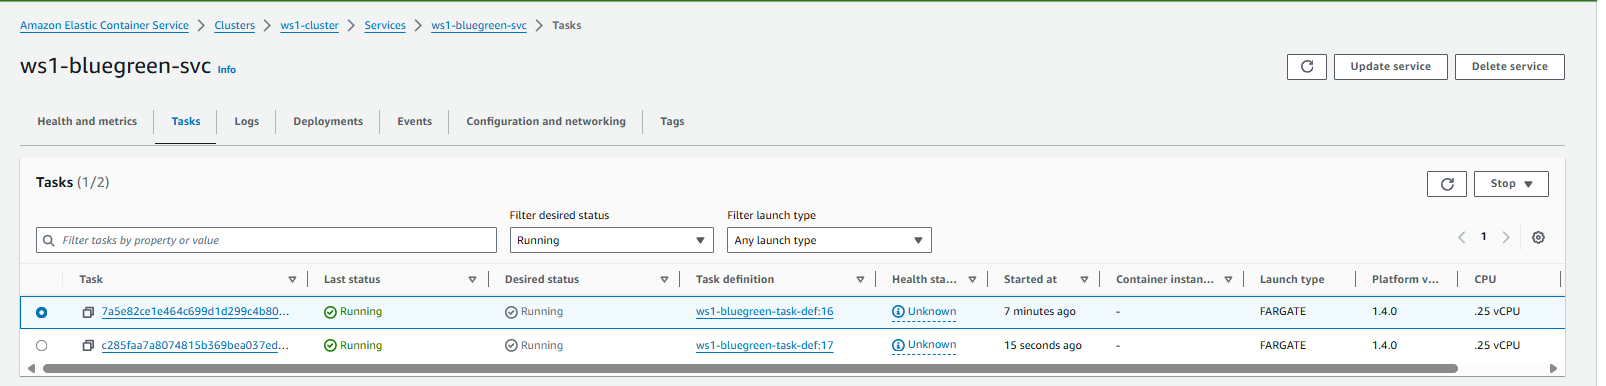 Amazon Elastic Container Service > Clusters > ws1-cluster > Services > ws1-bluegreen-svc > Tasks
ws1-bluegreen-svc Info
Update service
Delete service
Health and metrics
Tasks
Logs
Deployments
Events
Configuration and networking
Tags
Tasks (1/2)
Stop
Filter desired status
Filter launch type
Filter tasks by property or value
Running
Any launch type
1
Task Last status Desired status Task definition Health sta... Started at Container instan... Launch type Platform v... CPU
7a5e82ce1e464c699d1d299c4b80... Running Running ws1-bluegreen-task-def:16 Unknown 7 minutes ago - FARGATE 1.4.0 .25 vCPU
c285faa7a8074815b369bea037ed... Running Running ws1-bluegreen-task-def:17 Unknown 15 seconds ago - FARGATE 1.4.0 .25 vCPU